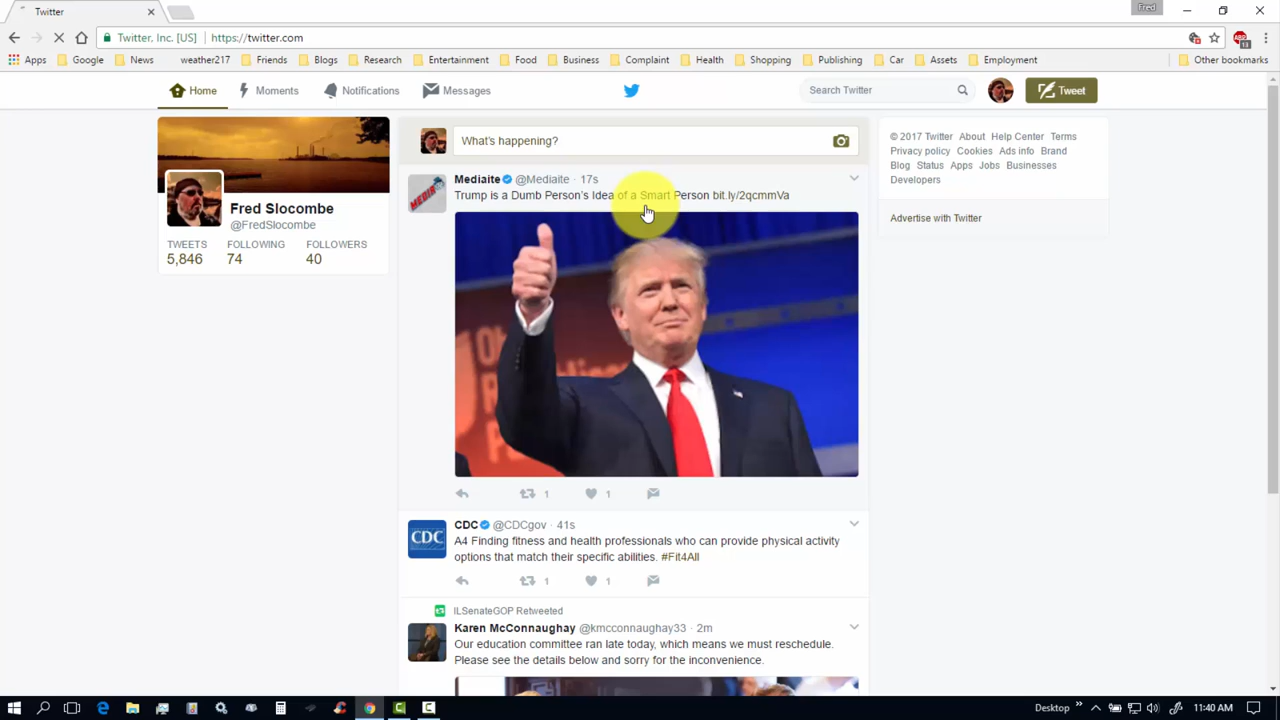 Twitter
Fred
Twitter, Inc. [US] https://twitter.com
Apps Google News weather217 Friends Blogs Research Entertainment Food Business Complaint Health Shopping Publishing Car Assets Employment Other bookmarks
Home Moments Notifications Messages Search Twitter Tweet
What's happening?
Fred Slocombe
@FredSlocombe
TWEETS FOLLOWING FOLLOWERS
5,846 74 40
Mediaite @Mediaite · 17s
Trump is a Dumb Person's Idea of a Smart Person bit.ly/2qcmmVa
1 1
CDC @CDCgov · 41s
A4 Finding fitness and health professionals who can provide physical activity
options that match their specific abilities. #Fit4All
1 1
ILSenateGOP Retweeted
Karen McConnaughay @kmcconnaughay33 · 2m
Our education committee ran late today, which means we must reschedule.
Please see the details below and sorry for the inconvenience.
© 2017 Twitter About Help Center Terms
Privacy policy Cookies Ads info Brand
Blog Status Apps Jobs Businesses
Developers
Advertise with Twitter
Desktop 11:40 AM